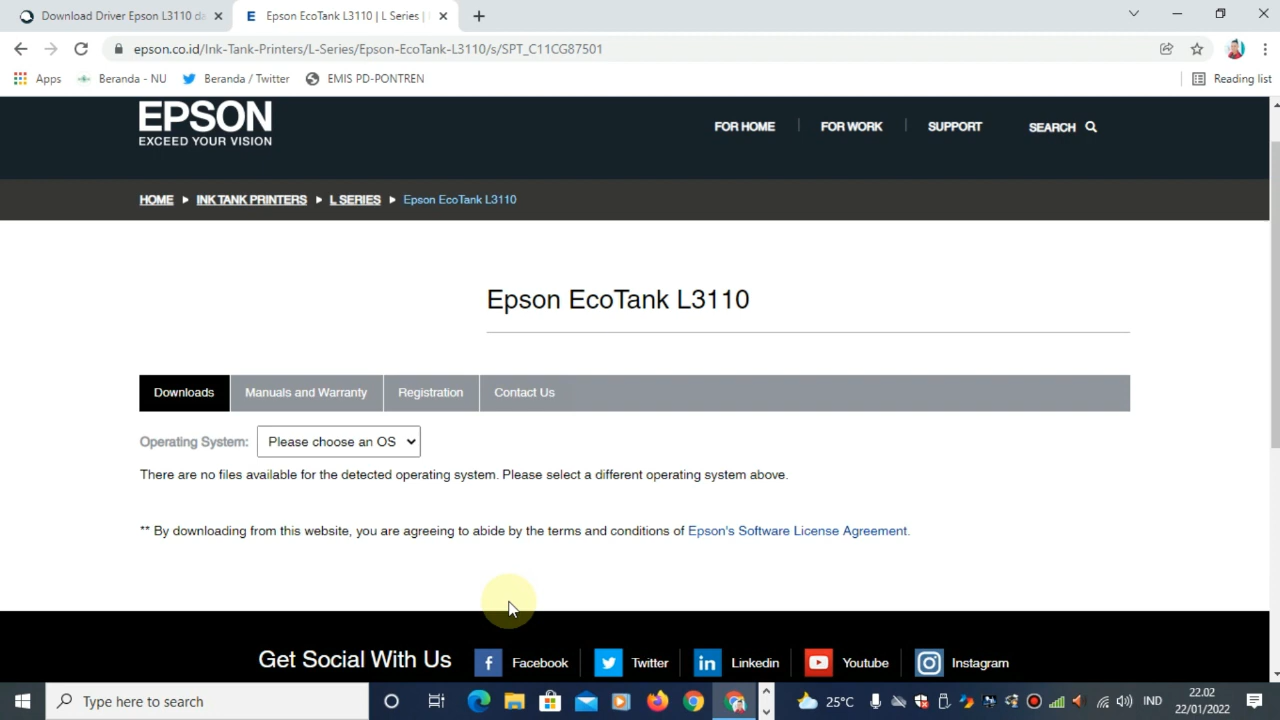 Download Driver Epson L3110 da
Epson EcoTank L3110 | L Series |
epson.co.id/Ink-Tank-Printers/L-Series/Epson-EcoTank-L3110/s/SPT_C11CG87501
Apps
Beranda - NU
Beranda / Twitter
EMIS PD-PONTREN
Reading list
EPSON
EXCEED YOUR VISION
FOR HOME
FOR WORK
SUPPORT
SEARCH
HOME
INK TANK PRINTERS
L SERIES
Epson EcoTank L3110
Epson EcoTank L3110
Downloads
Manuals and Warranty
Registration
Contact Us
Operating System:
Please choose an OS
There are no files available for the detected operating system. Please select a different operating system above.
** By downloading from this website, you are agreeing to abide by the terms and conditions of Epson's Software License Agreement.
Get Social With Us
Facebook
Twitter
Linkedin
Youtube
Instagram
Type here to search
25°C
IND
22.02
22/01/2022